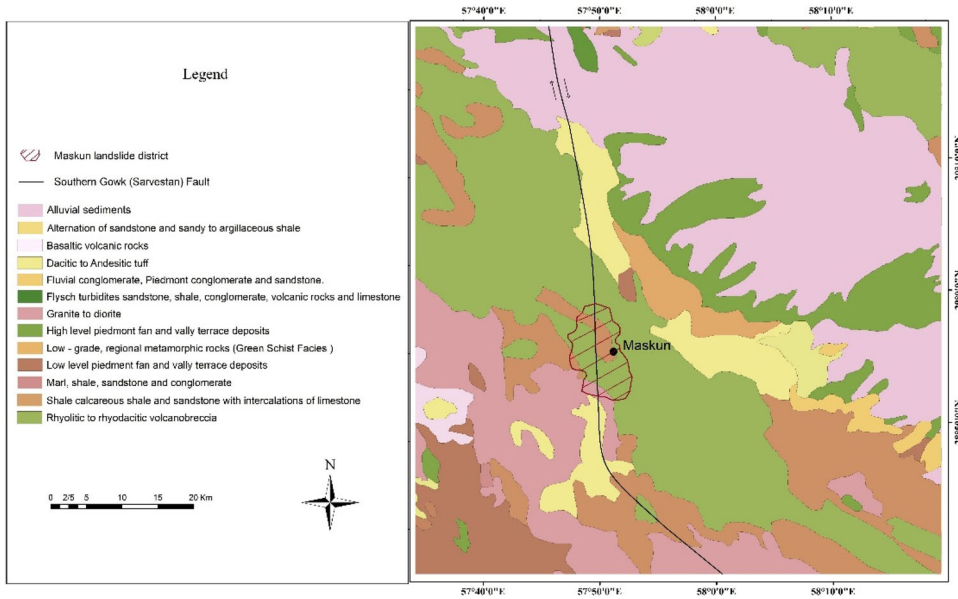 Legend
Maskun landslide district
Southern Gowk (Sarvestan) Fault
Alluvial sediments
Alternation of sandstone and sandy to argillaceous shale
Basaltic volcanic rocks
Dacitic to Andesitic tuff
Fluvial conglomerate, Piedmont conglomerate and sandstone.
Flysch turbidites sandstone, shale, conglomerate, volcanic rocks and limestone
Granite to diorite
High level piedmont fan and vally terrace deposits
Low - grade, regional metamorphic rocks (Green Schist Facies )
Low level piedment fan and vally terrace deposits
Marl, shale, sandstone and conglomerate
Shale calcareous shale and sandstone with intercalations of limestone
Rhyolitic to rhyodacitic volcanobreccia
N
0 2/5 5 10 15 20 Km
57°40'0"E 57°50'0"E 58°0'0"E 58°10'0"E
Maskun
57°40'0"E 57°50'0"E 58°0'0"E 58°10'0"E